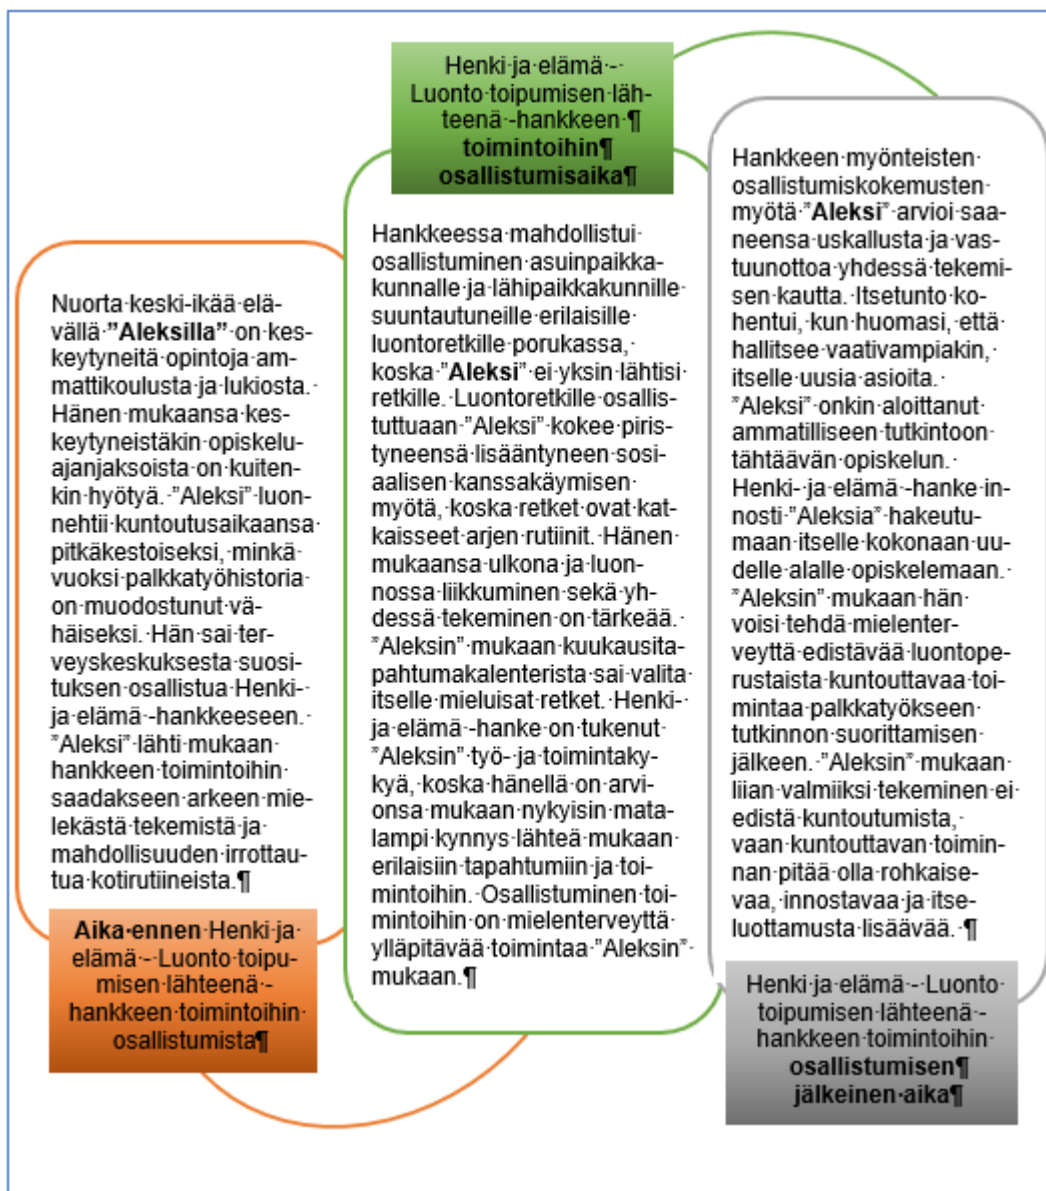 Nuorta keski-ikää elä-
vällä ”Aleksilla” on kes-
keytyneitä opintoja am-
mattikoulusta ja lukiosta.
Hänen mukaansa kes-
keytyneistäkin opiskelu-
ajanjaksoista on kuiten-
kin hyötyä. ”Aleksi” luon-
nehtii kuntoutusaikaansa
pitkäkestoiseksi, minkä
vuoksi palkkatyöhistoria
on muodostunut vä-
häiseksi. Hän sai ter-
veyskeskuksesta suosi-
tuksen osallistua Henki-
ja elämä -hankkeeseen.
”Aleksi” lähti mukaan
hankkeen toimintoihin
saadakseen arkeen mie-
lekästä tekemistä ja
mahdollisuuden irrottau-
tua kotirutiineista.¶
Aika ennen Henki ja
elämä - Luonto toipu-
misen lähteenä -
hankkeen toimintoihin
osallistumista¶
Henki ja elämä -
Luonto toipumisen läh-
teenä -hankkeen ¶
toimintoihin¶
osallistumisaika¶
Hankkeessa mahdollistui
osallistuminen asuinpaikka-
kunnalle ja lähipaikkakunnille
suuntautuneille erilaisille
luontoretkille porukassa,
koska ”Aleksi” ei yksin lähtisi
retkille. Luontoretkille osallis-
tuttuaan ”Aleksi” kokee piris-
tyneensä lisääntyneen sosi-
aalisen kanssakäymisen
myötä, koska retket ovat kat-
kaisseet arjen rutiinit. Hänen
mukaansa ulkona ja luon-
nossa liikkuminen sekä yh-
dessä tekeminen on tärkeää.
”Aleksin” mukaan kuukausita-
pahtumakalenterista sai valita
itselle mieluisat retket. Henki-
ja elämä -hanke on tukenut
”Aleksin” työ- ja toimintaky-
kyä, koska hänellä on arvi-
onsa mukaan nykyisin mata-
lampi kynnys lähteä mukaan
erilaisiin tapahtumiin ja toi-
mintoihin. Osallistuminen toi-
mintoihin on mielenterveyttä
ylläpitävää toimintaa ”Aleksin”
mukaan.¶
Hankkeen myönteisten
osallistumiskokemusten
myötä ”Aleksi” arvioi saa-
neensa uskallusta ja vas-
tuunottoa yhdessä tekemi-
sen kautta. Itsetunto ko-
hentui, kun huomasi, että
hallitsee vaativampiakin,
itselle uusia asioita.
”Aleksi” onkin aloittanut
ammatilliseen tutkintoon
tähtäävän opiskelun.
Henki- ja elämä -hanke in-
nosti ”Aleksia” hakeutu-
maan itselle kokonaan uu-
delle alalle opiskelemaan.
”Aleksin” mukaan hän
voisi tehdä mielenter-
veyttä edistävää luontope-
rustaista kuntouttavaa toi-
mintaa palkkatyökseen
tutkinnon suorittamisen
jälkeen. ”Aleksin” mukaan
liian valmiiksi tekeminen ei
edistä kuntoutumista,
vaan kuntouttavan toimin-
nan pitää olla rohkaise-
vaa, innostavaa ja itse-
luottamusta lisäävää. ¶
Henki ja elämä - Luonto
toipumisen lähteenä -
hankkeen toimintoihin
osallistumisen¶
jälkeinen aika¶